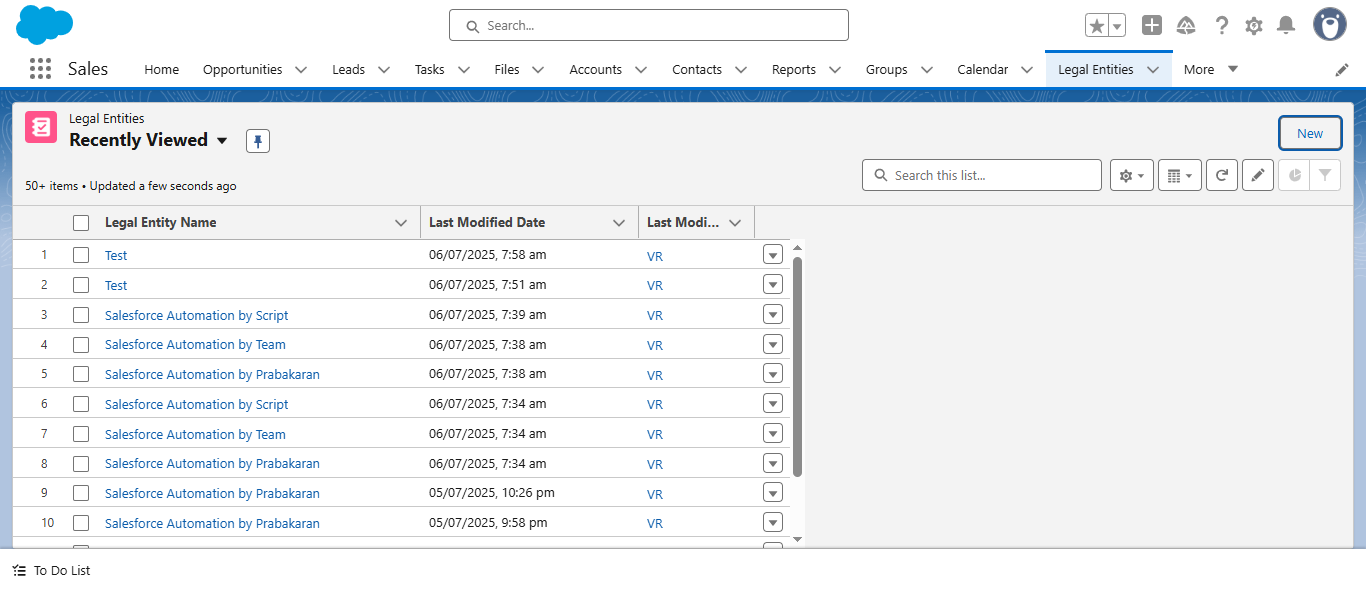 Search...
Sales Home Opportunities Leads Tasks Files Accounts Contacts Reports Groups Calendar Legal Entities More
Legal Entities
Recently Viewed
New
50+ items • Updated a few seconds ago
Search this list...
Legal Entity Name Last Modified Date Last Modi...
1 Test 06/07/2025, 7:58 am VR
2 Test 06/07/2025, 7:51 am VR
3 Salesforce Automation by Script 06/07/2025, 7:39 am VR
4 Salesforce Automation by Team 06/07/2025, 7:38 am VR
5 Salesforce Automation by Prabakaran 06/07/2025, 7:38 am VR
6 Salesforce Automation by Script 06/07/2025, 7:34 am VR
7 Salesforce Automation by Team 06/07/2025, 7:34 am VR
8 Salesforce Automation by Prabakaran 06/07/2025, 7:34 am VR
9 Salesforce Automation by Prabakaran 05/07/2025, 10:26 pm VR
10 Salesforce Automation by Prabakaran 05/07/2025, 9:58 pm VR
To Do List